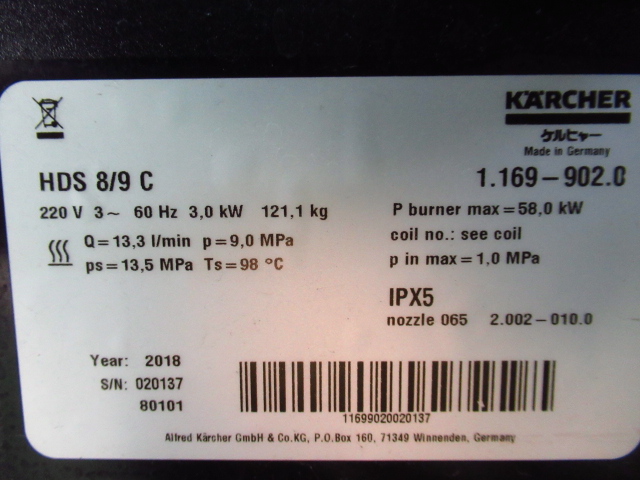 KÄRCHER
ケルヒャー
Made in Germany
HDS 8/9 C
1.169-902.0
220 V 3~ 60 Hz 3,0 kW 121,1 kg
P burner max=58,0 kW
Q=13,3 l/min p=9,0 MPa
coil no.: see coil
ps=13,5 MPa Ts=98 °C
p in max=1,0 MPa
IPX5
nozzle 065 2.002-010.0
Year: 2018
S/N: 020137
80101
11699020020137
Alfred Kärcher GmbH & Co.KG, P.O.Box 160, 71349 Winnenden, Germany